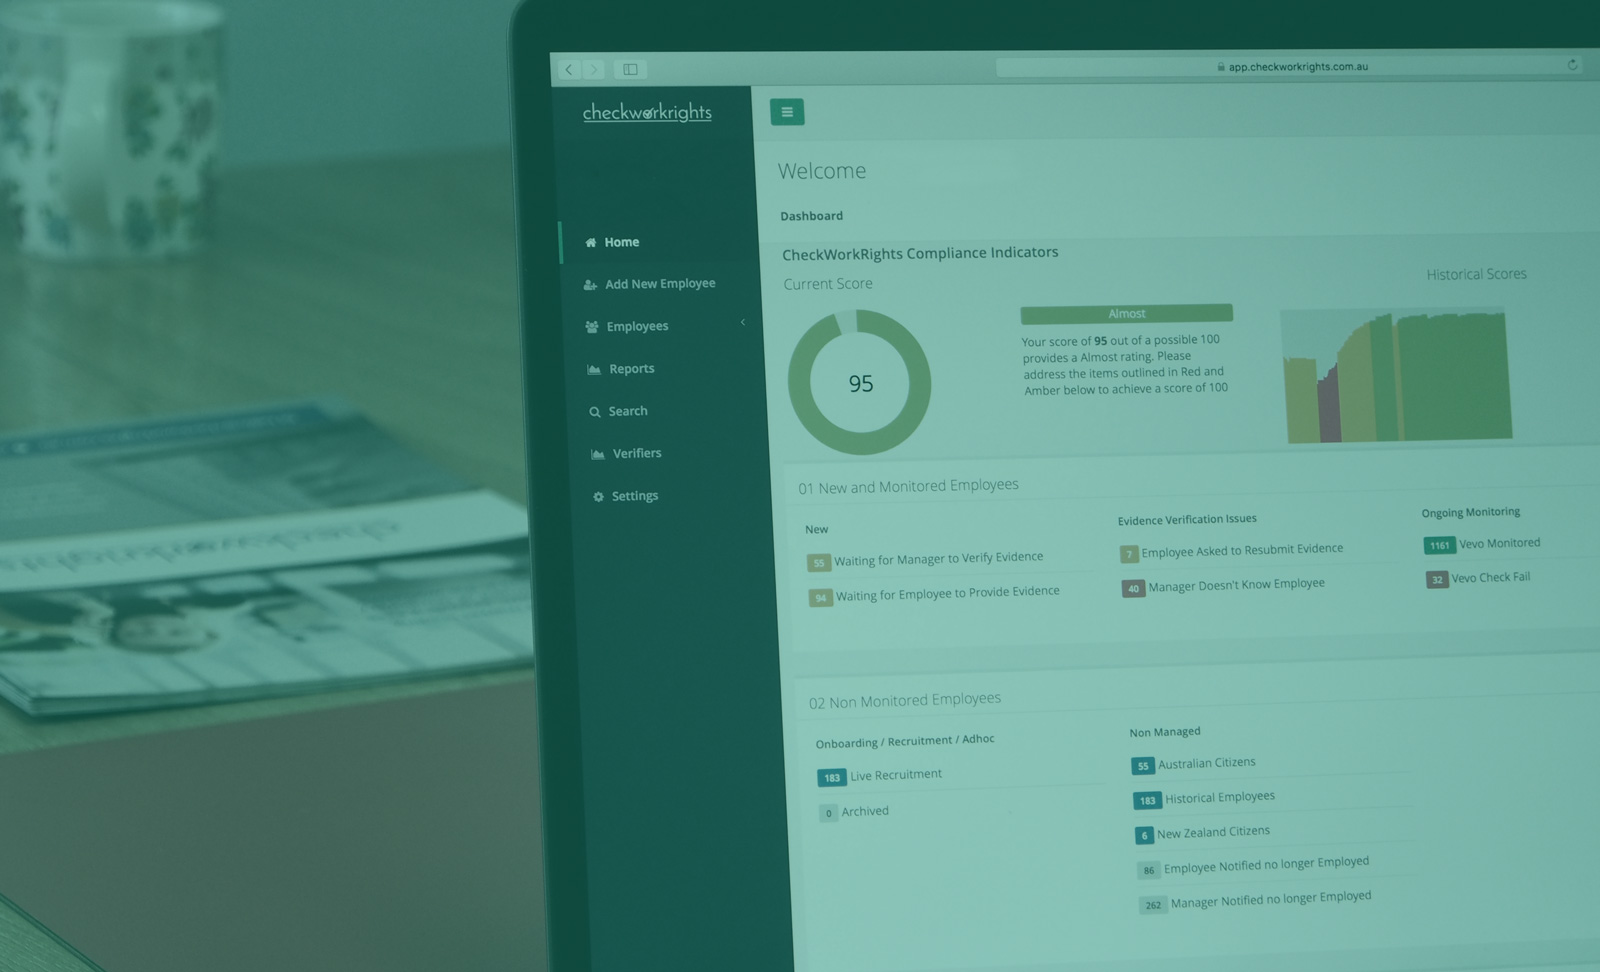 app.checkworkrights.com.au
checkworkrights
Welcome
Dashboard
Home
Add New Employee
Employees
Reports
Search
Verifiers
Settings
CheckWorkRights Compliance Indicators
Current Score
Historical Scores
95
Almost
Your score of 95 out of a possible 100
provides a Almost rating. Please
address the items outlined in Red and
Amber below to achieve a score of 100
01 New and Monitored Employees
New
55 Waiting for Manager to Verify Evidence
94 Waiting for Employee to Provide Evidence
Evidence Verification Issues
7 Employee Asked to Resubmit Evidence
40 Manager Doesn't Know Employee
Ongoing Monitoring
1161 Vevo Monitored
32 Vevo Check Fail
02 Non Monitored Employees
Onboarding / Recruitment / Adhoc
183 Live Recruitment
0 Archived
Non Managed
55 Australian Citizens
183 Historical Employees
6 New Zealand Citizens
86 Employee Notified no longer Employed
262 Manager Notified no longer Employed